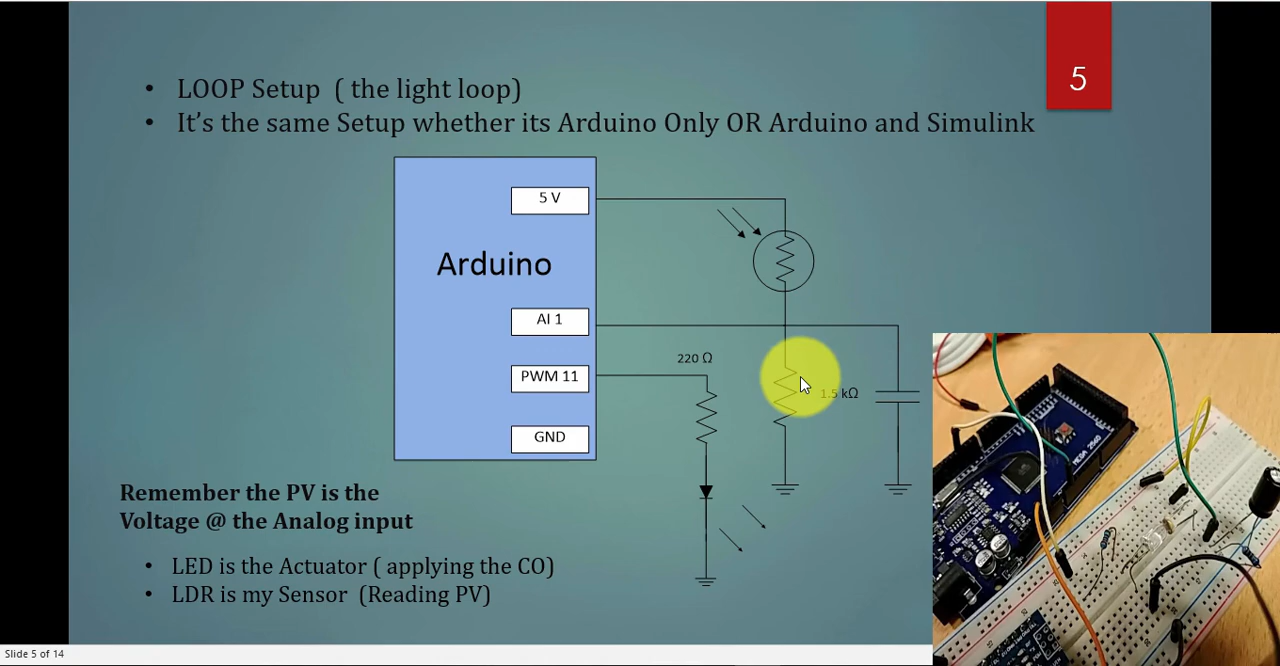 5
• LOOP Setup ( the light loop)
• It's the same Setup whether its Arduino Only OR Arduino and Simulink
5 V
Arduino
AI 1
220 Ω
PWM 11
1.5 kΩ
GND
Remember the PV is the
Voltage @ the Analog input
• LED is the Actuator ( applying the CO)
• LDR is my Sensor (Reading PV)
MEGA 2560
Slide 5 of 14